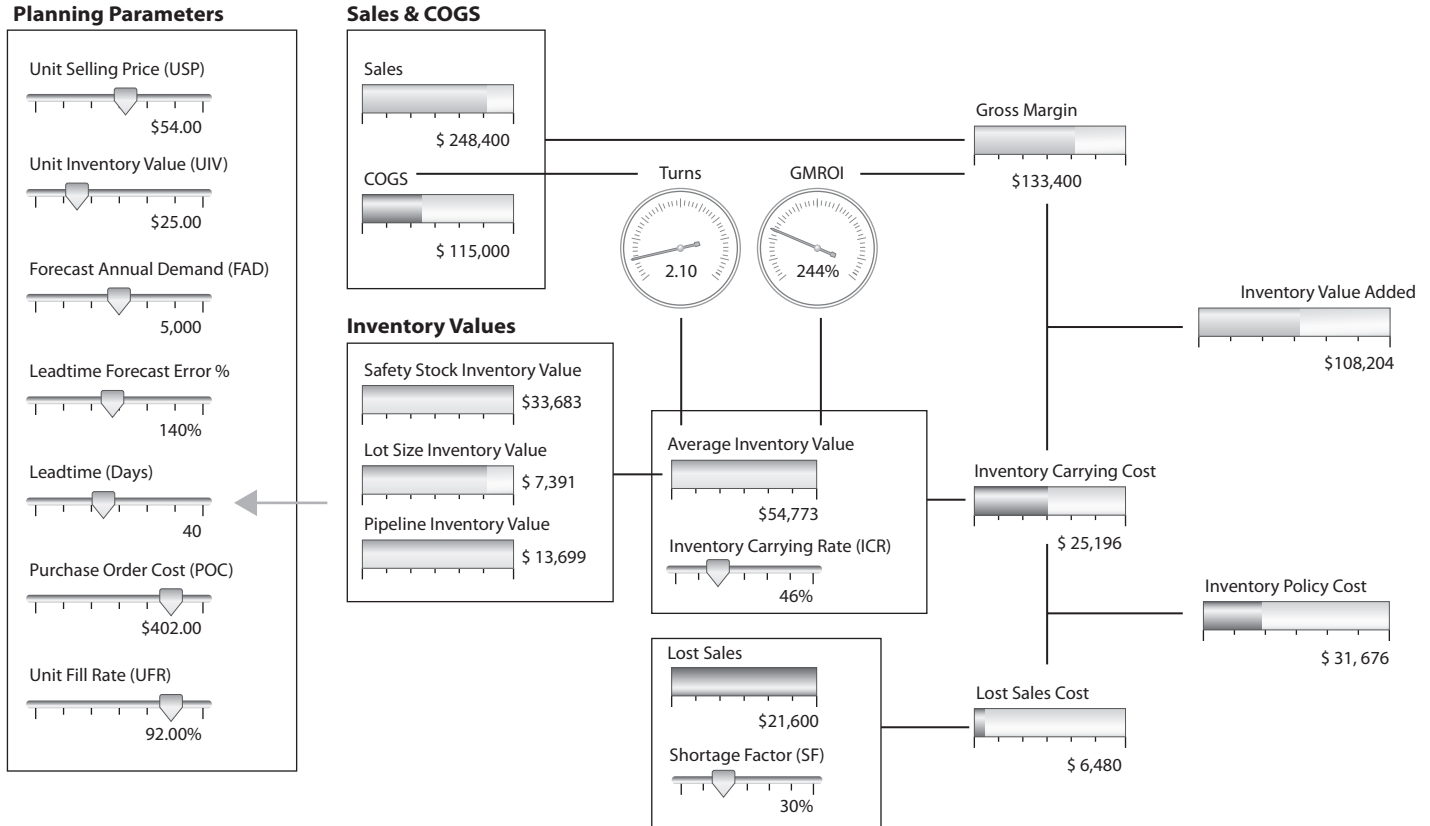 Planning Parameters
Unit Selling Price (USP)
$54.00
Unit Inventory Value (UIV)
$25.00
Forecast Annual Demand (FAD)
5,000
Leadtime Forecast Error %
140%
Leadtime (Days)
40
Purchase Order Cost (POC)
$402.00
Unit Fill Rate (UFR)
92.00%
Sales & COGS
Sales
$ 248,400
COGS
$ 115,000
Turns
2.10
GMROI
244%
Gross Margin
$133,400
Inventory Value Added
$108,204
Inventory Values
Safety Stock Inventory Value
$33,683
Lot Size Inventory Value
$ 7,391
Pipeline Inventory Value
$ 13,699
Average Inventory Value
$54,773
Inventory Carrying Rate (ICR)
46%
Inventory Carrying Cost
$ 25,196
Inventory Policy Cost
$ 31, 676
Lost Sales
$21,600
Shortage Factor (SF)
30%
Lost Sales Cost
$ 6,480